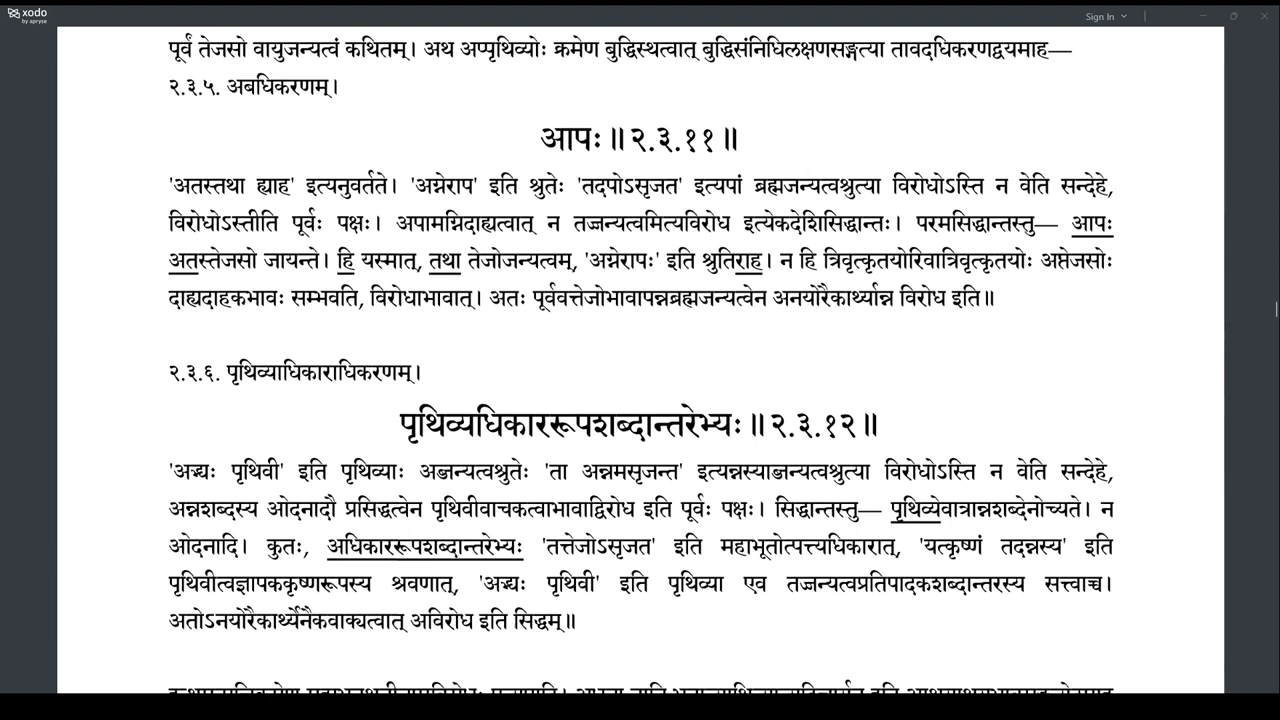 xodo
by apryse
Sign In
पूर्वं तेजसो वायुजन्यत्वं कथितम्। अथ अप्पृथिव्योः क्रमेण बुद्धिस्थत्वात् बुद्धिसंनिधिलक्षणसङ्गत्या तावदधिकरणद्वयमाह—
२.३.५. अबधिकरणम्।
आपः॥२.३.११॥
'अतस्तथा ह्याह' इत्यनुवर्तते। 'अग्नेराप' इति श्रुतेः 'तदपोऽसृजत' इत्यपां ब्रह्मजन्यत्वश्रुत्या विरोधोऽस्ति न वेति सन्देहे,
विरोधोऽस्तीति पूर्वः पक्षः। अपामग्निदाह्यत्वात् न तज्जन्यत्वमित्यविरोध इत्येकदेशिसिद्धान्तः। परमसिद्धान्तस्तु— आपः
अतस्तेजसो जायन्ते। हि यस्मात्, तथा तेजोजन्यत्वम्, 'अग्नेरापः' इति श्रुतिराह। न हि त्रिवृत्कृतयोरिवात्रिवृत्कृतयोः अप्तेजसोः
दाह्यदाहकभावः सम्भवति, विरोधाभावात्। अतः पूर्ववत्तेजोभावापन्नब्रह्मजन्यत्वेन अनयोरैकार्थ्यान्न विरोध इति॥
२.३.६. पृथिव्याधिकाराधिकरणम्।
पृथिव्यधिकाररूपशब्दान्तरेभ्यः॥२.३.१२॥
'अद्भ्यः पृथिवी' इति पृथिव्याः अब्जन्यत्वश्रुतेः 'ता अन्नमसृजन्त' इत्यन्नस्याब्जन्यत्वश्रुत्या विरोधोऽस्ति न वेति सन्देहे,
अन्नशब्दस्य ओदनादौ प्रसिद्धत्वेन पृथिवीवाचकत्वाभावाद्विरोध इति पूर्वः पक्षः। सिद्धान्तस्तु— पृथिव्येवात्रान्नशब्देनोच्यते। न
ओदनादि। कुतः, अधिकाररूपशब्दान्तरेभ्यः 'तत्तेजोऽसृजत' इति महाभूतोत्पत्त्यधिकारात्, 'यत्कृष्णं तदन्नस्य' इति
पृथिवीत्वज्ञापककृष्णरूपस्य श्रवणात्, 'अद्भ्यः पृथिवी' इति पृथिव्या एव तज्जन्यत्वप्रतिपादकशब्दान्तरस्य सत्त्वाच्च।
अतोऽनयोरैकार्थ्येनैकवाक्यत्वात् अविरोध इति सिद्धम्॥